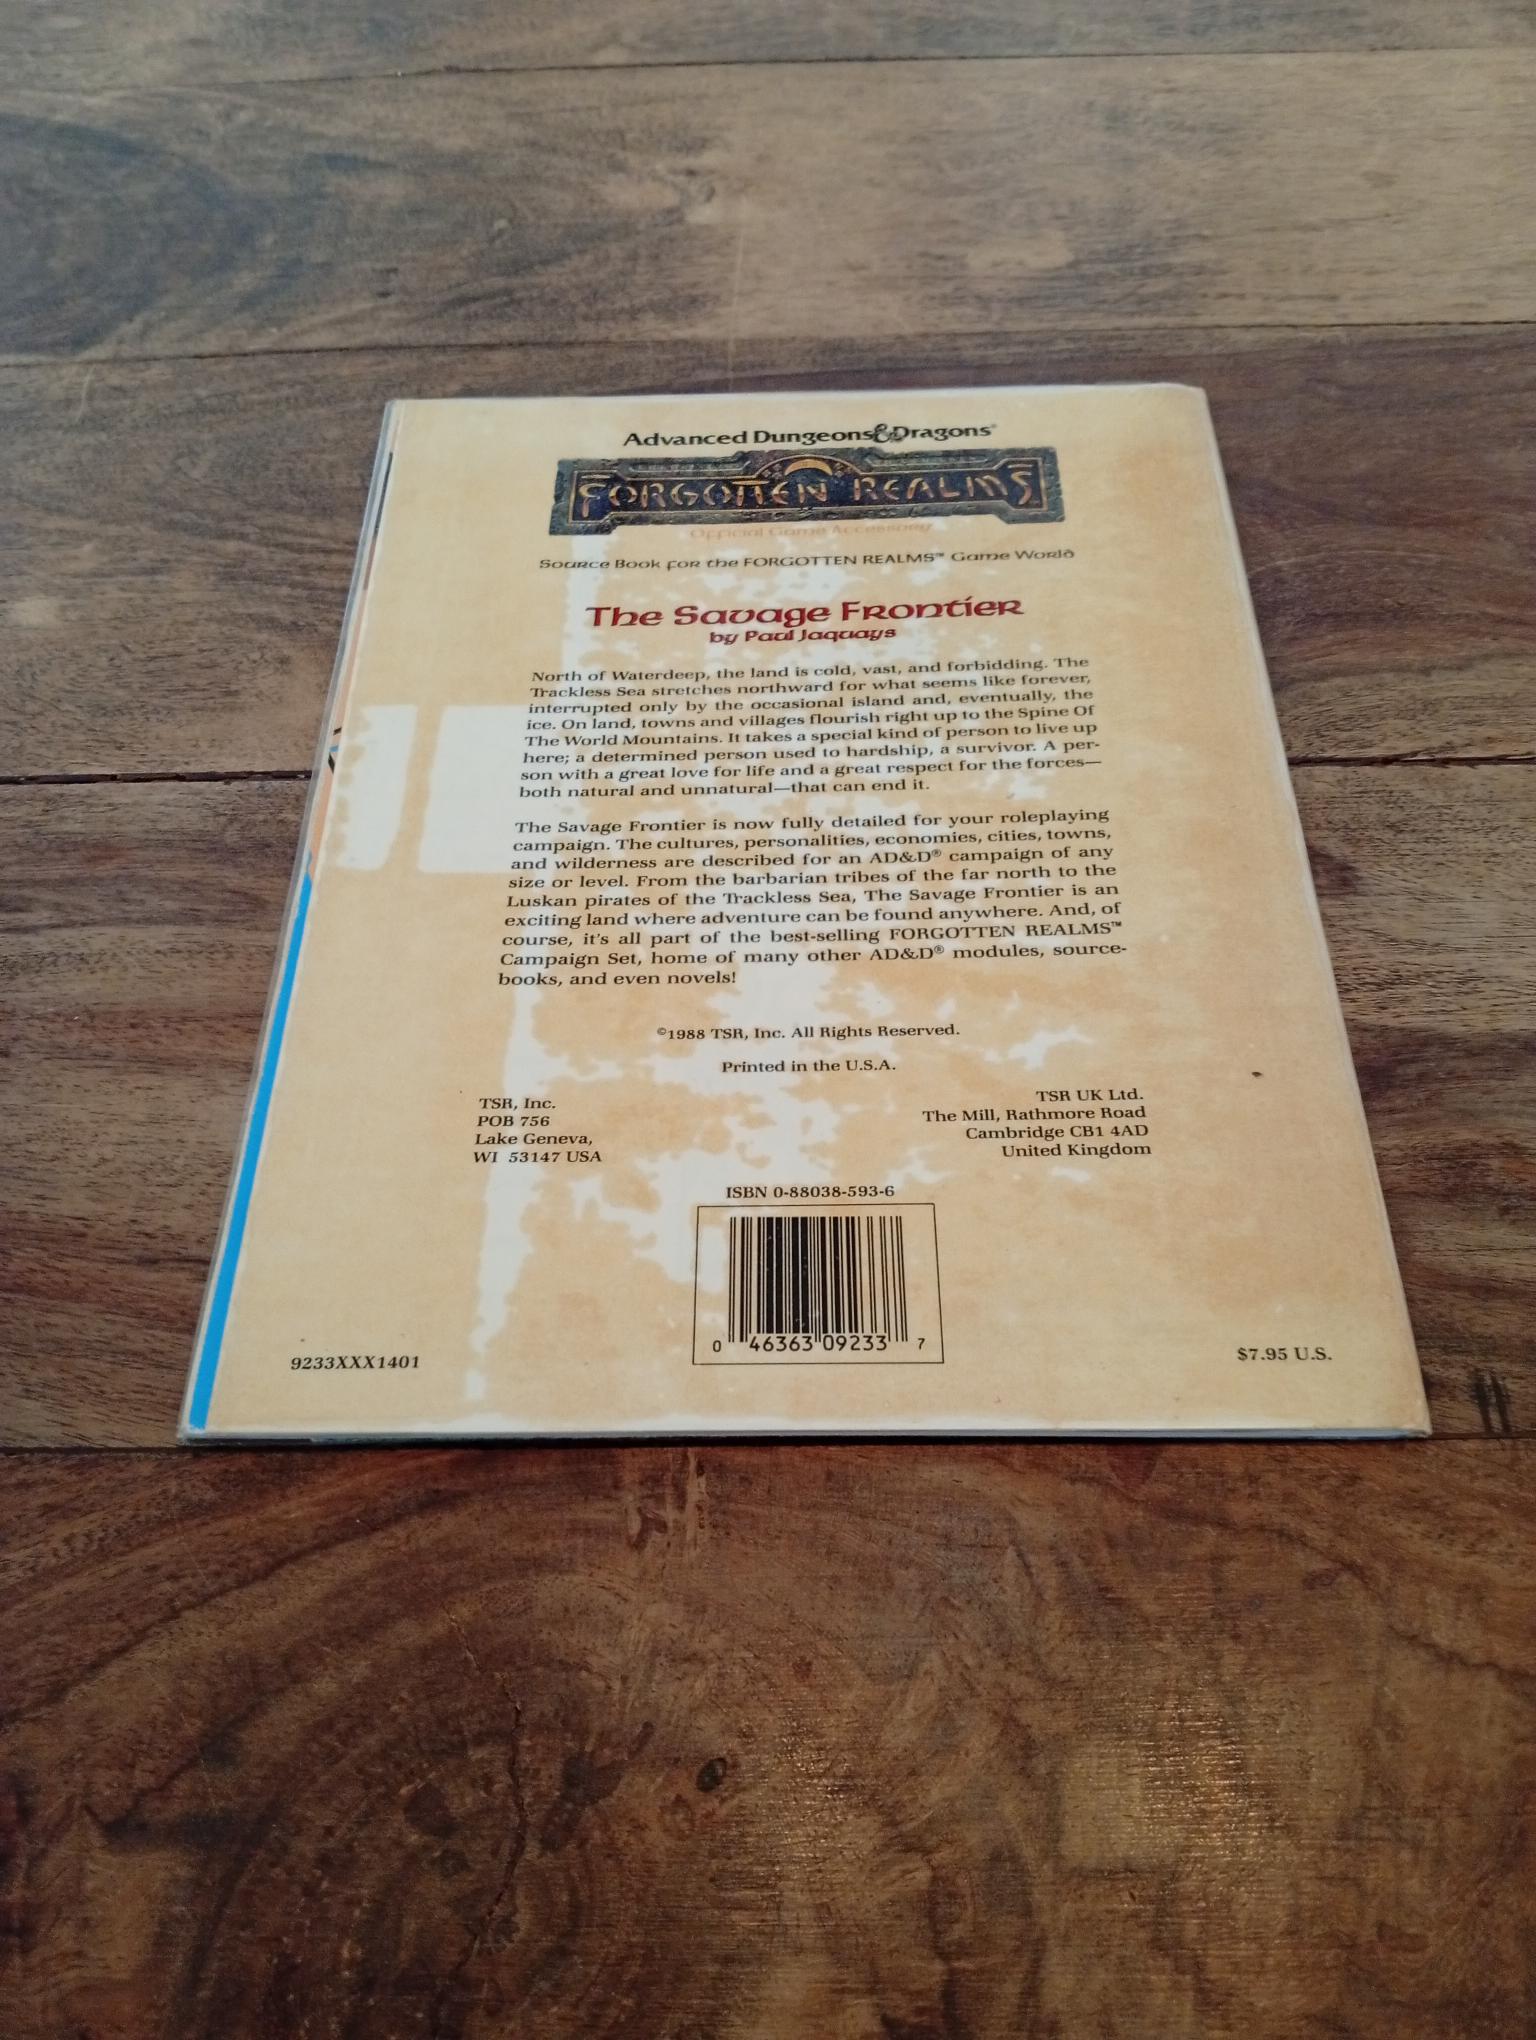 Advanced Dungeons&Dragons®
FORGOTTEN REALMS
Official Game Accessory
Source Book for the FORGOTTEN REALMS™ Game World
The Savage Frontier
by Paul Jaquays
North of Waterdeep, the land is cold, vast, and forbidding. The
Trackless Sea stretches northward for what seems like forever,
interrupted only by the occasional island and, eventually, the
ice. On land, towns and villages flourish right up to the Spine Of
The World Mountains. It takes a special kind of person to live up
here; a determined person used to hardship, a survivor. A per-
son with a great love for life and a great respect for the forces—
both natural and unnatural—that can end it.
The Savage Frontier is now fully detailed for your roleplaying
campaign. The cultures, personalities, economies, cities, towns,
and wilderness are described for an AD&D® campaign of any
size or level. From the barbarian tribes of the far north to the
Luskan pirates of the Trackless Sea, The Savage Frontier is an
exciting land where adventure can be found anywhere. And, of
course, it's all part of the best-selling FORGOTTEN REALMS™
Campaign Set, home of many other AD&D® modules, source-
books, and even novels!
©1988 TSR, Inc. All Rights Reserved.
Printed in the U.S.A.
TSR, Inc.
POB 756
Lake Geneva,
WI 53147 USA
TSR UK Ltd.
The Mill, Rathmore Road
Cambridge CB1 4AD
United Kingdom
ISBN 0-88038-593-6
0 46363 09233 7
9233XXX1401
$7.95 U.S.